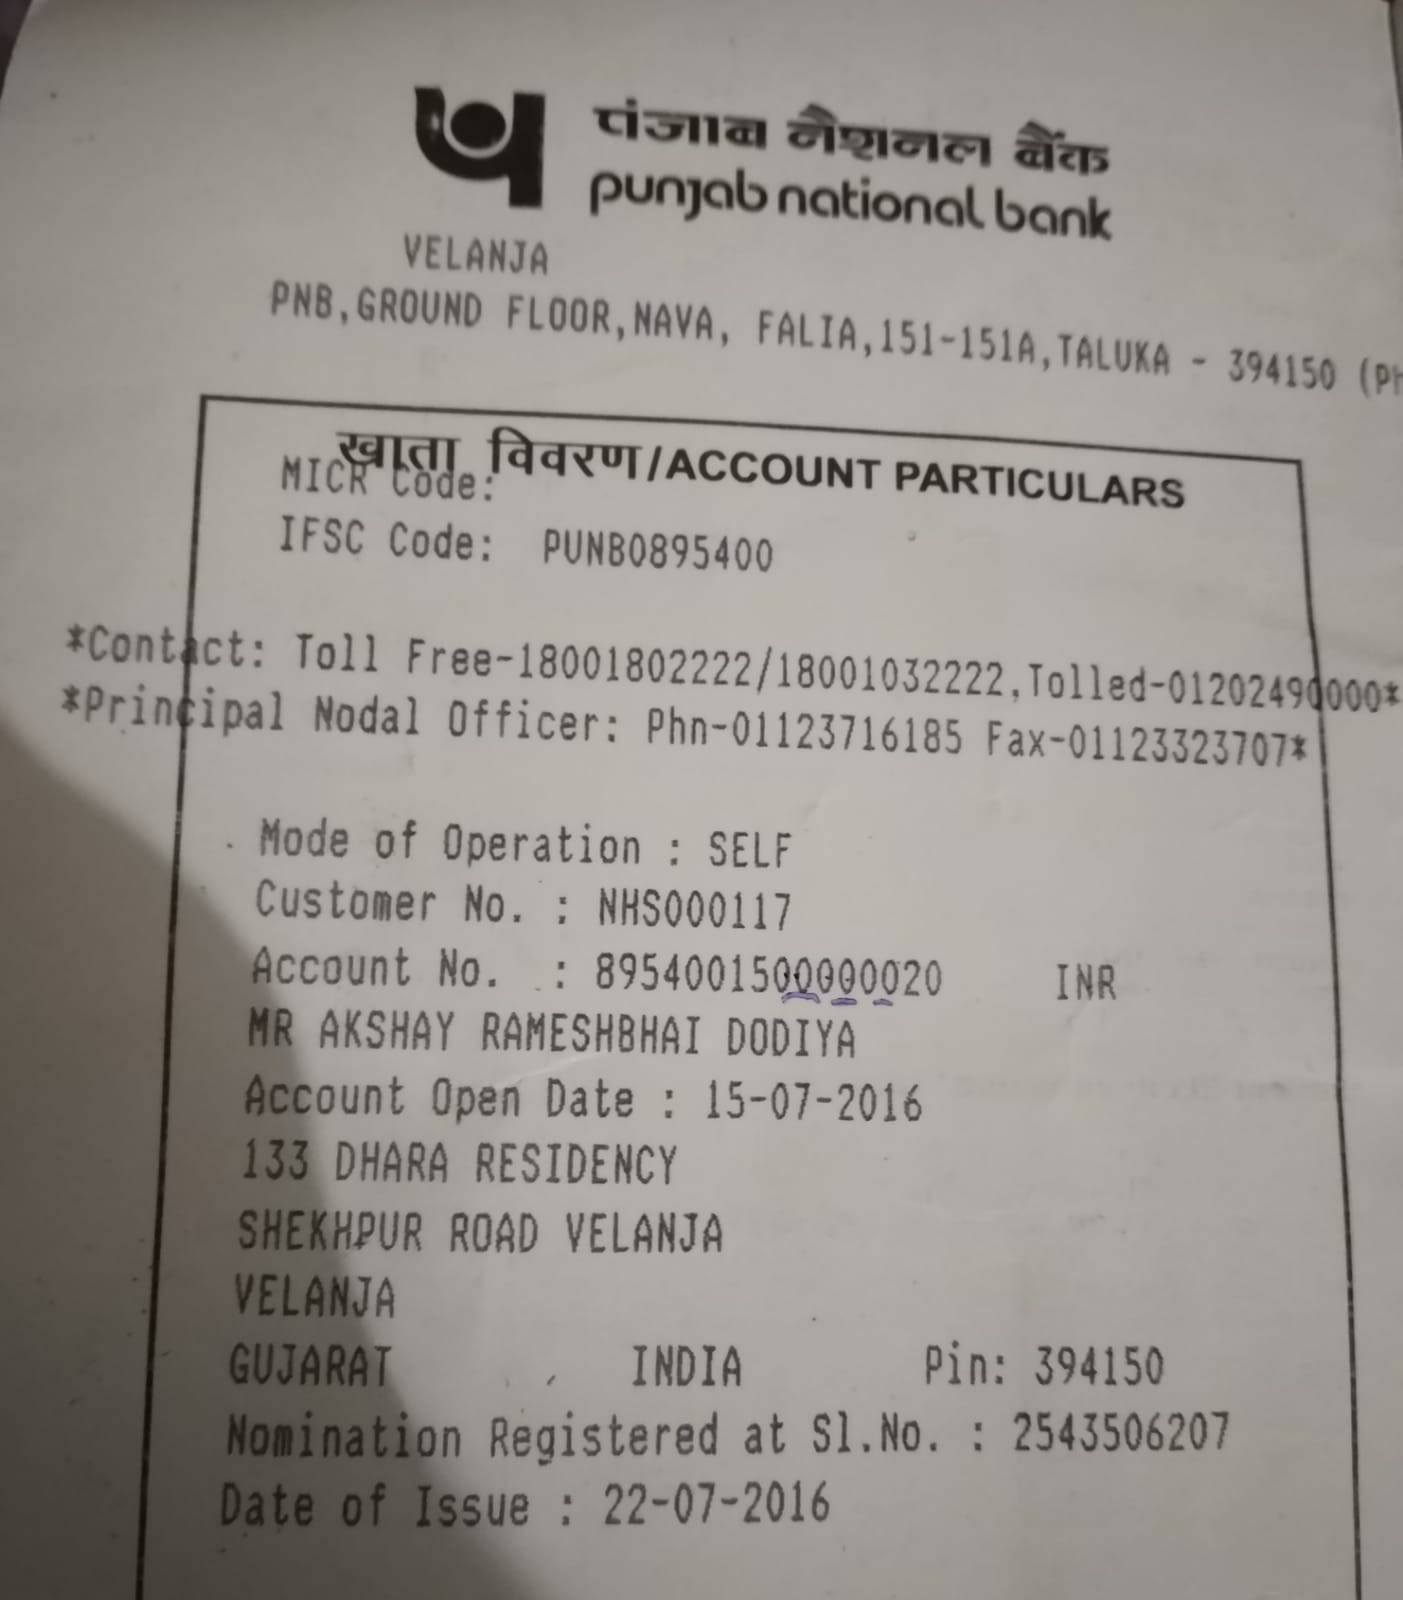 पंजाब नैशनल बैंक
punjab national bank
VELANJA
PNB,GROUND FLOOR,NAVA, FALIA,151-151A,TALUKA - 394150 (Ph
खाता विवरण/ACCOUNT PARTICULARS
MICR Code:
IFSC Code: PUNB0895400
*Contact: Toll Free-18001802222/18001032222,Tolled-01202490000*
*Principal Nodal Officer: Phn-01123716185 Fax-01123323707*
Mode of Operation : SELF
Customer No. : NHS000117
Account No. : 8954001500000020 INR
MR AKSHAY RAMESHBHAI DODIYA
Account Open Date : 15-07-2016
133 DHARA RESIDENCY
SHEKHPUR ROAD VELANJA
VELANJA
GUJARAT INDIA Pin: 394150
Nomination Registered at Sl.No. : 2543506207
Date of Issue : 22-07-2016